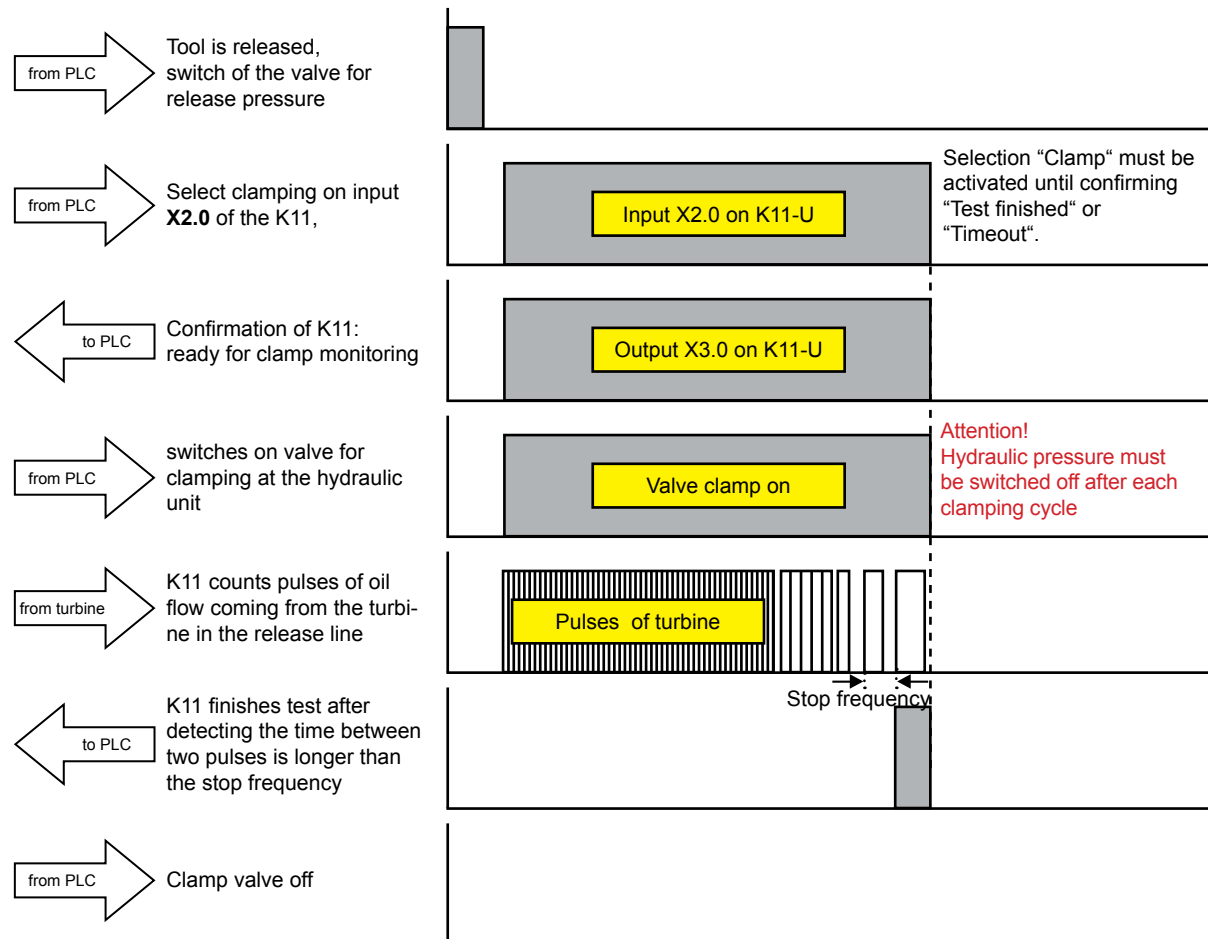 from PLC
Tool is released,
switch of the valve for
release pressure
from PLC
Select clamping on input
X2.0 of the K11,
Input X2.0 on K11-U
Selection “Clamp“ must be
activated until confirming
“Test finished“ or
“Timeout“.
to PLC
Confirmation of K11:
ready for clamp monitoring
Output X3.0 on K11-U
from PLC
switches on valve for
clamping at the hydraulic
unit
Valve clamp on
Attention!
Hydraulic pressure must
be switched off after each
clamping cycle
from turbine
K11 counts pulses of oil
flow coming from the turbi-
ne in the release line
Pulses of turbine
Stop frequency
to PLC
K11 finishes test after
detecting the time between
two pulses is longer than
the stop frequency
from PLC
Clamp valve off